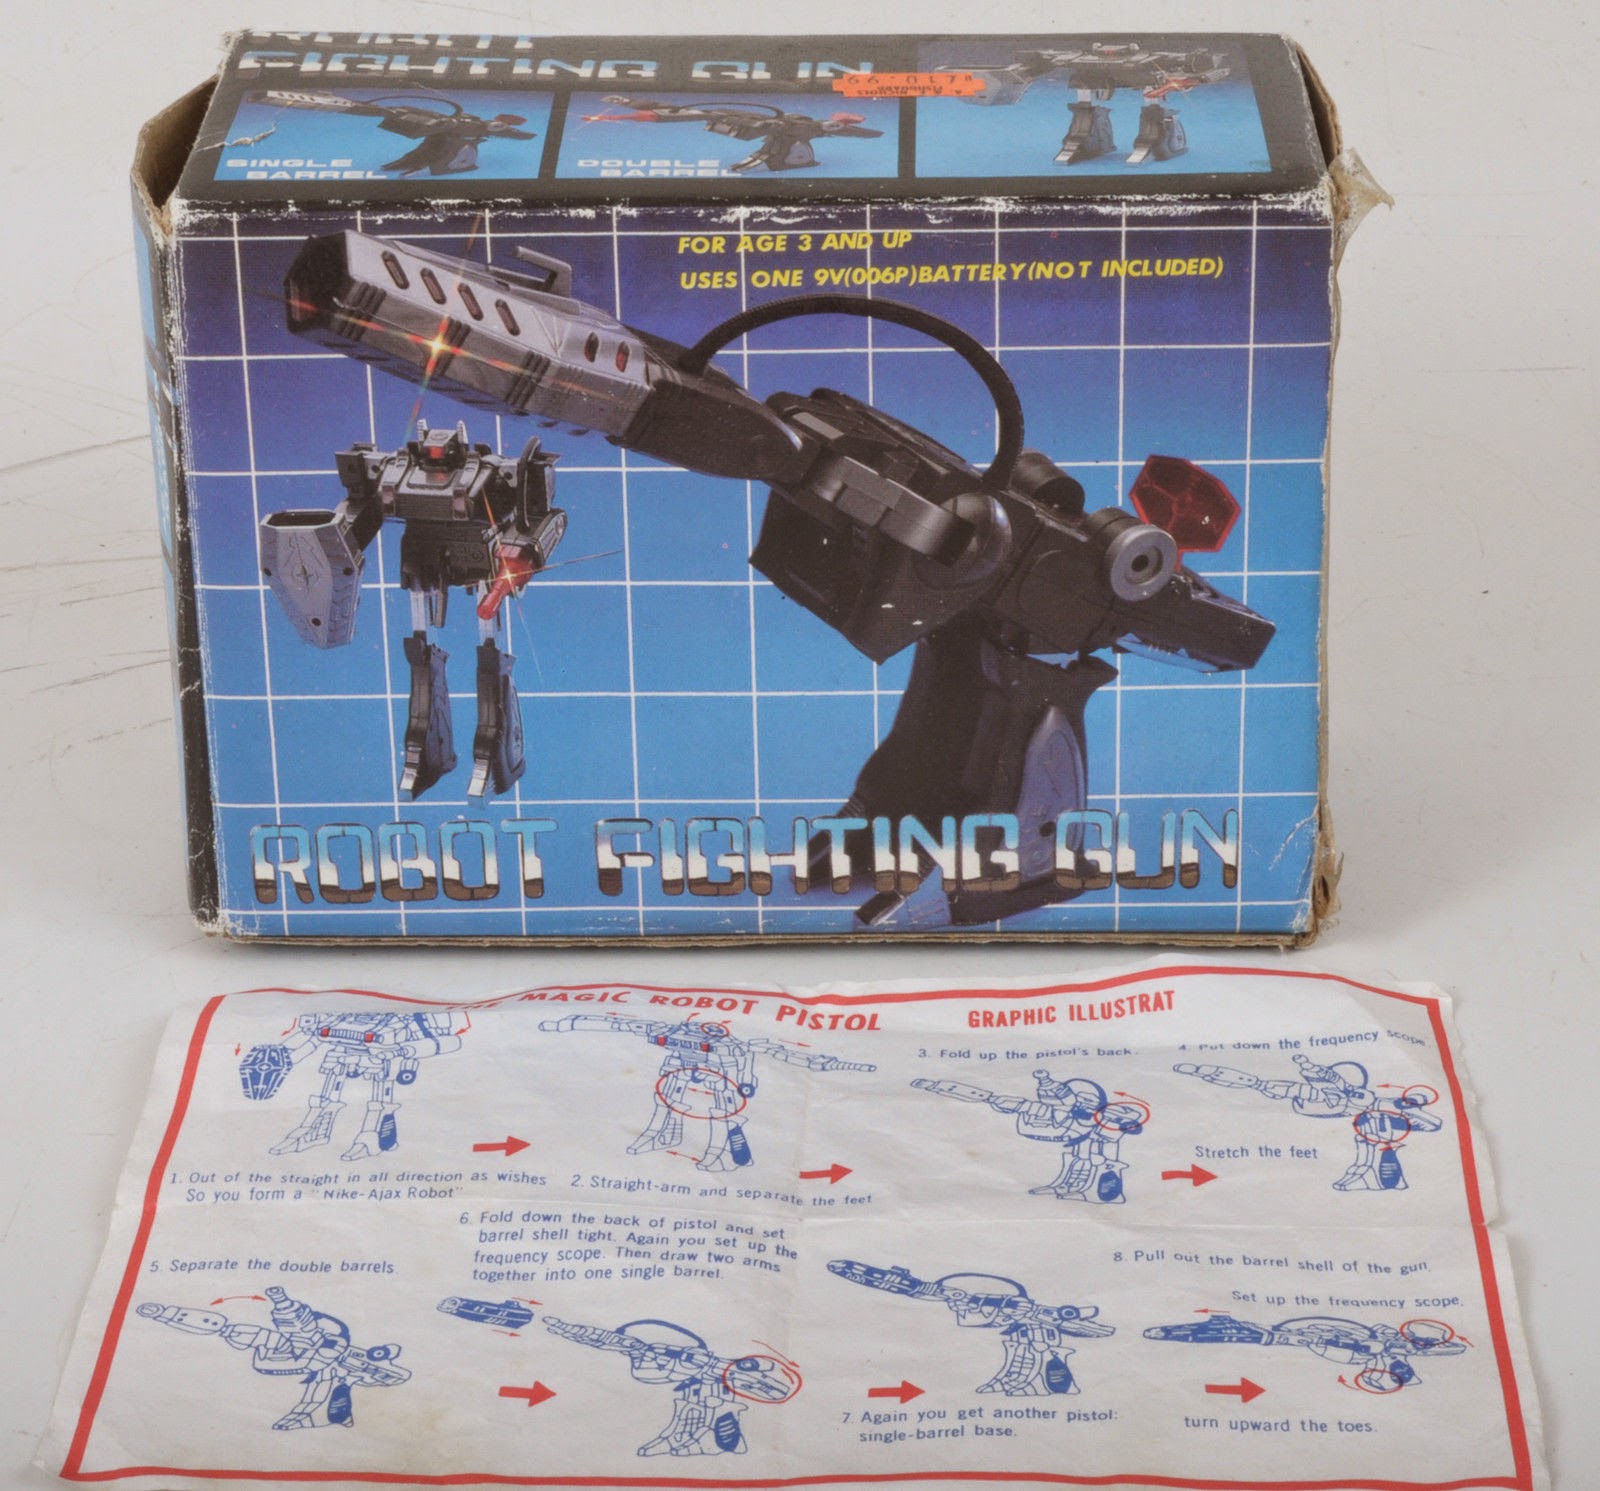 ROBOT
FIGHTING GUN
SINGLE
BARREL
DOUBLE
BARREL
FOR AGE 3 AND UP
USES ONE 9V(006P)BATTERY(NOT INCLUDED)
ROBOT FIGHTING GUN
MAGIC ROBOT PISTOL
GRAPHIC ILLUSTRAT
1. Out of the straight in all direction as wishes
So you form a "Nike-Ajax Robot"
2. Straight-arm and separate the feet
3. Fold up the pistol's back.
4. Put down the frequency scope.
Stretch the feet
5. Separate the double barrels.
6. Fold down the back of pistol and set
barrel shell tight. Again you set up the
frequency scope. Then draw two arms
together into one single barrel.
7. Again you get another pistol:
single-barrel base.
8. Pull out the barrel shell of the gun.
Set up the frequency scope.
turn upward the toes.